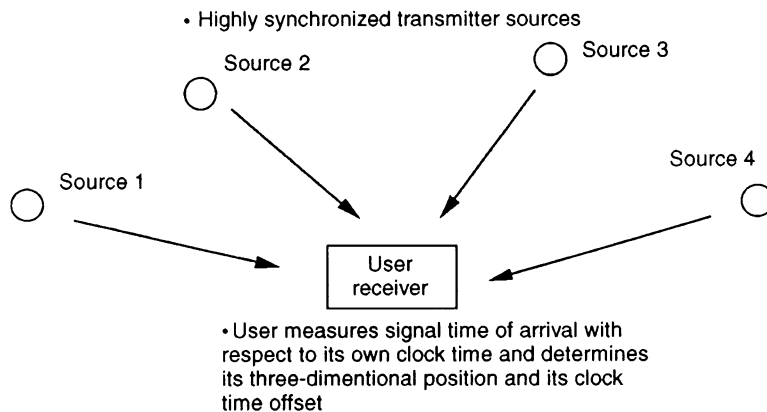 • Highly synchronized transmitter sources
Source 2
Source 3
Source 1
Source 4
User
receiver
• User measures signal time of arrival with
respect to its own clock time and determines
its three-dimentional position and its clock
time offset